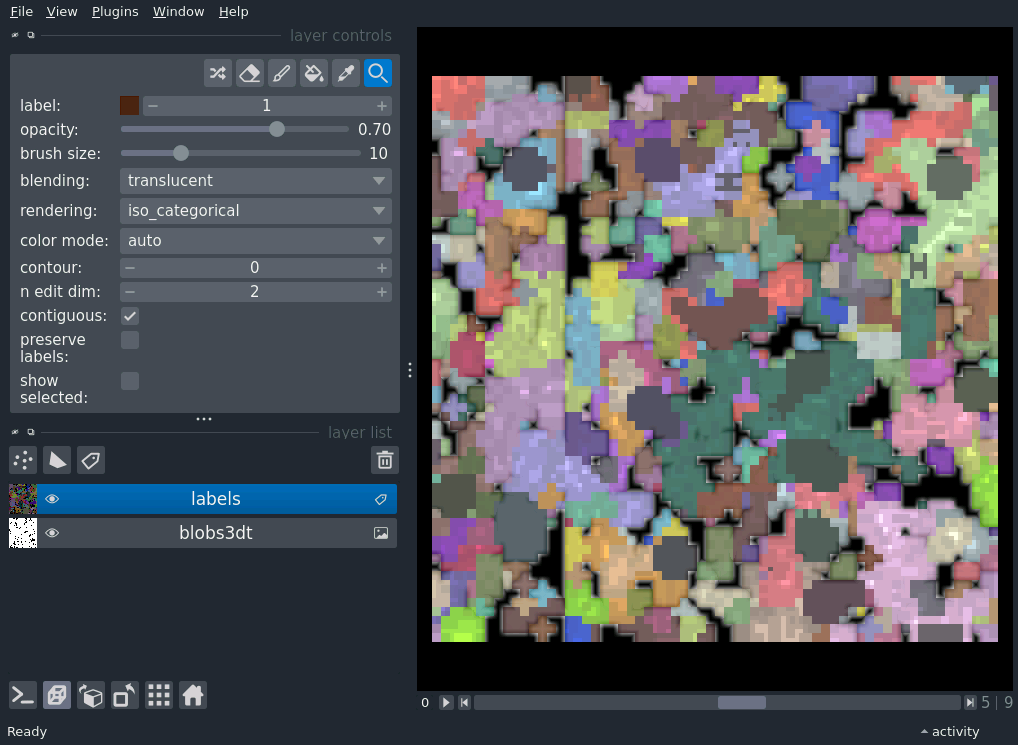 File View Plugins Window Help
layer controls
label: 1
opacity: 0.70
brush size: 10
blending: translucent
rendering: iso_categorical
color mode: auto
contour: 0
n edit dim: 2
contiguous:
preserve
labels:
show
selected:
layer list
labels
blobs3dt
0 5 9
Ready activity